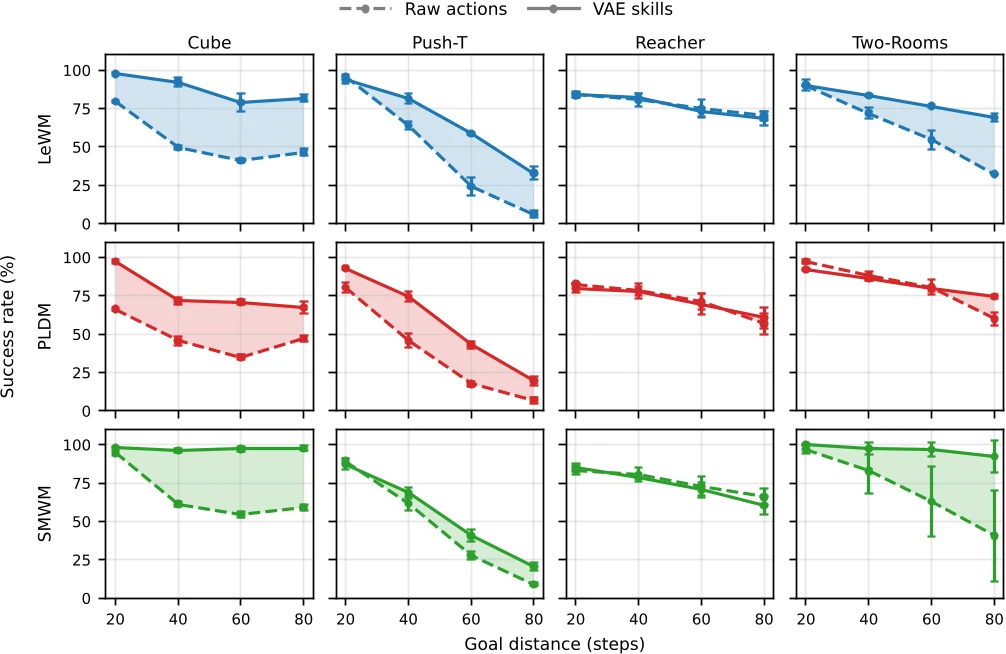 Raw actions VAE skills
Cube Push-T Reacher Two-Rooms
100
75
50
25
0
LeWM
100
75
50
25
0
PLDM
Success rate (%)
100
75
50
25
0
SMWM
20 40 60 80 20 40 60 80 20 40 60 80 20 40 60 80
Goal distance (steps)